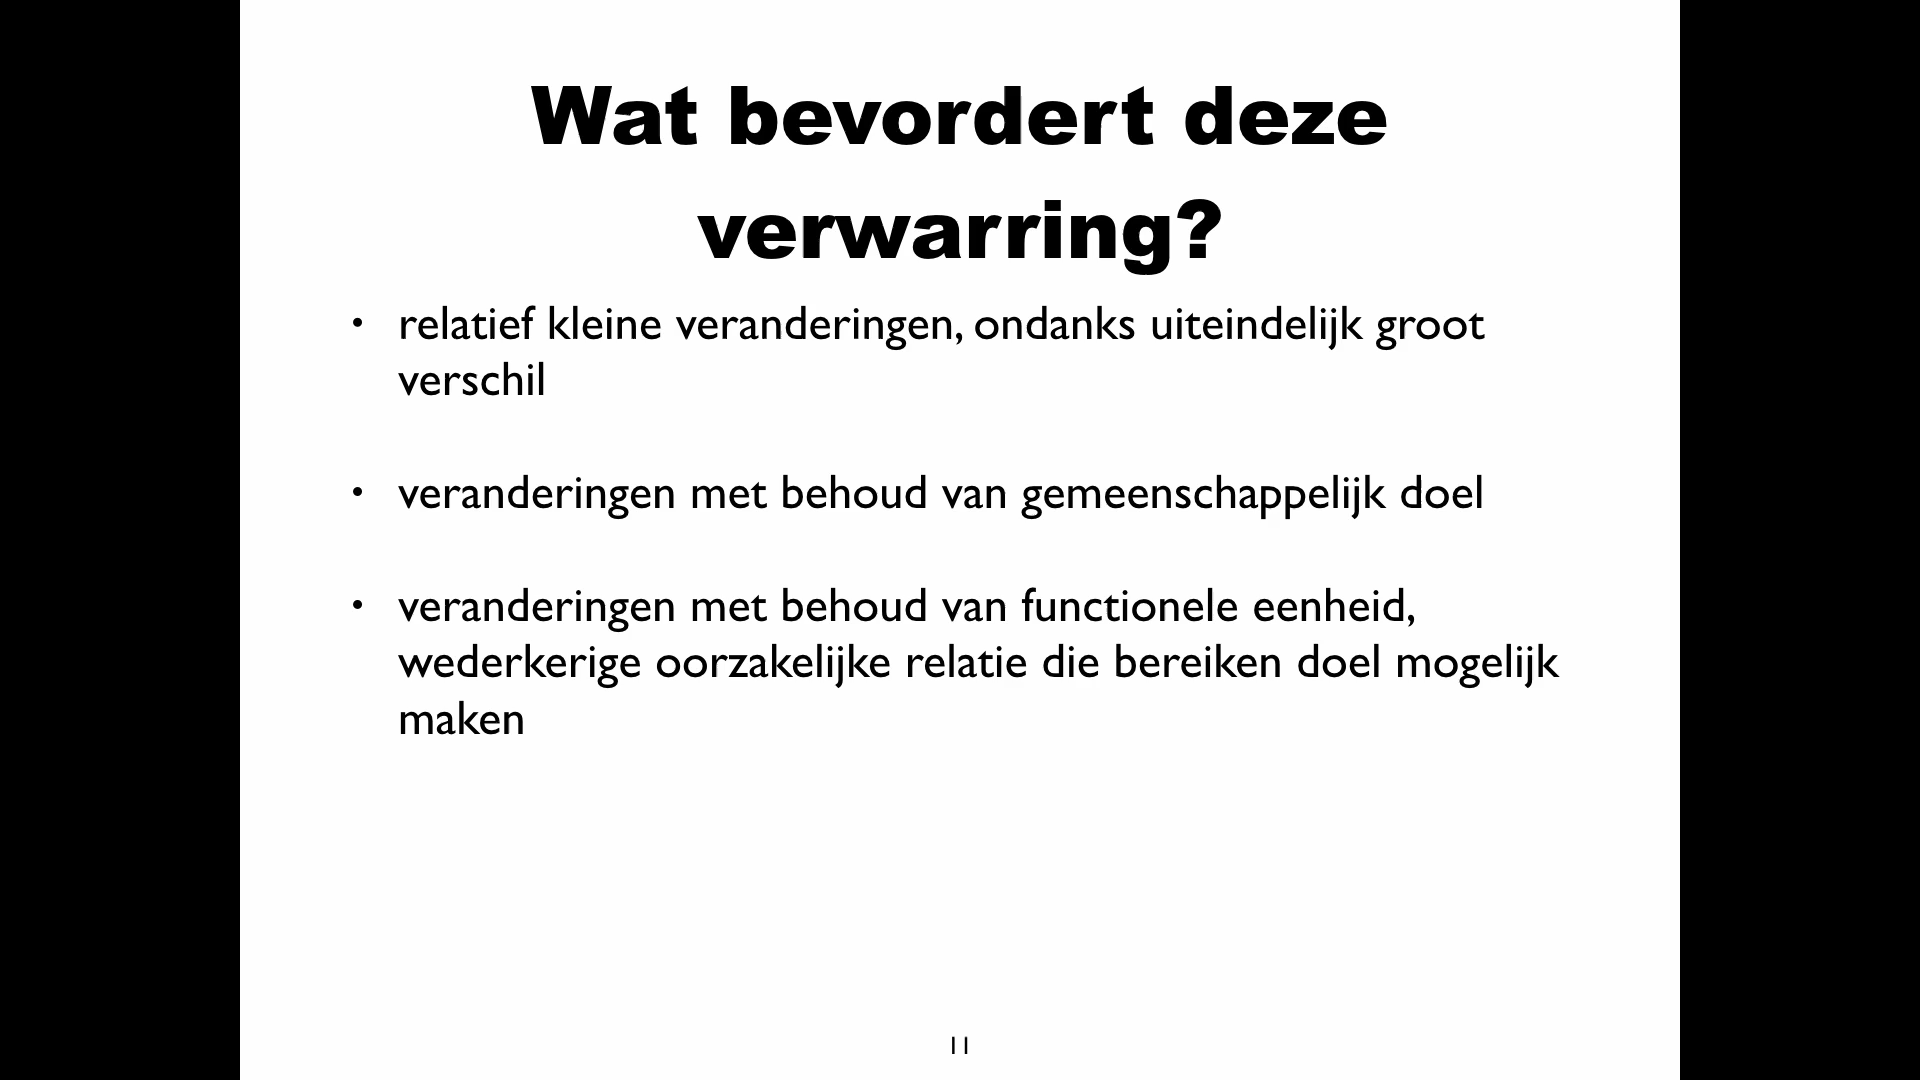 Wat bevordert deze
verwarring?
• relatief kleine veranderingen, ondanks uiteindelijk groot
verschil
• veranderingen met behoud van gemeenschappelijk doel
• veranderingen met behoud van functionele eenheid,
wederkerige oorzakelijke relatie die bereiken doel mogelijk
maken
11